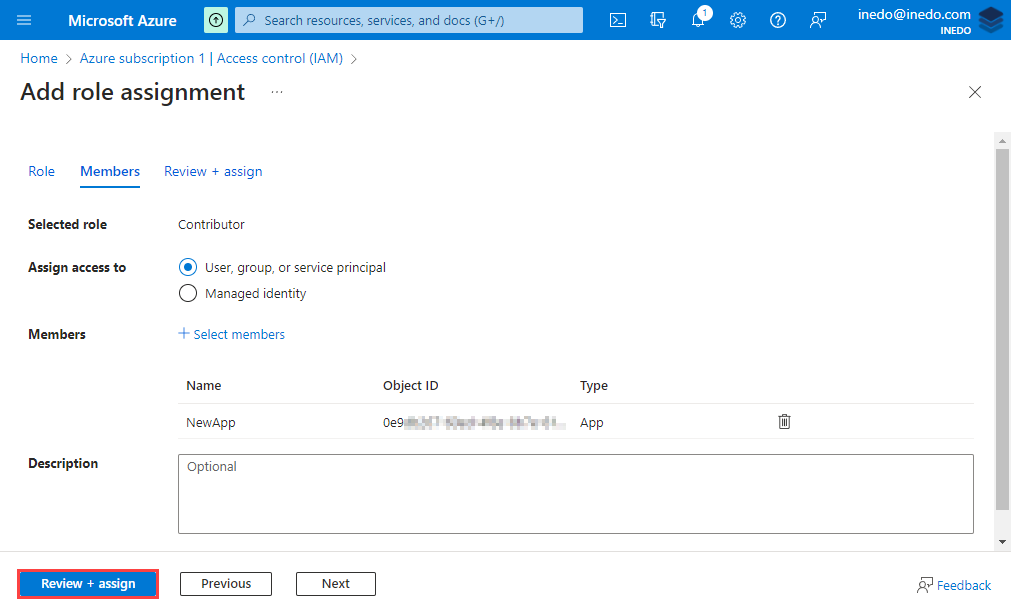 Microsoft Azure
Search resources, services, and docs (G+/)
1
inedo@inedo.com
INEDO
Home > Azure subscription 1 | Access control (IAM) >
Add role assignment ...
Role Members Review + assign
Selected role Contributor
Assign access to User, group, or service principal
Managed identity
Members + Select members
Name Object ID Type
NewApp 0e9 App
Description Optional
Review + assign Previous Next Feedback